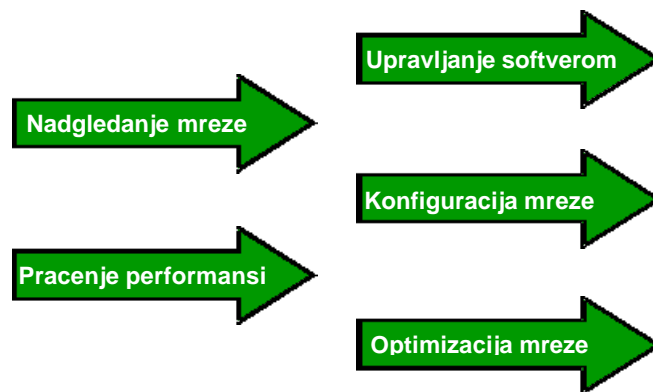 Nadgledanje mreze
Pracenje performansi
Upravljanje softverom
Konfiguracija mreze
Optimizacija mreze